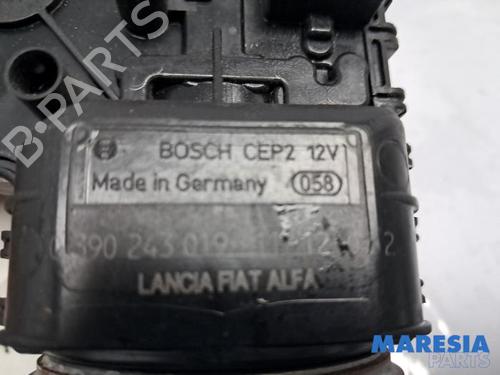 BOSCH CEP2 12V
Made in Germany 058
0 390 243 019
LANCIA FIAT ALFA
B-PARTS
MARESIA
PARTS